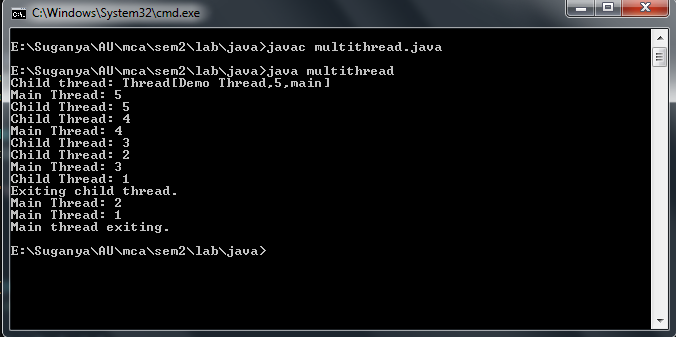 C:\Windows\System32\cmd.exe
E:\Suganya\AU\mca\sem2\lab\java>javac multithread.java
E:\Suganya\AU\mca\sem2\lab\java>java multithread
Child thread: Thread[Demo Thread,5,main]
Main Thread: 5
Child Thread: 5
Child Thread: 4
Main Thread: 4
Child Thread: 3
Child Thread: 2
Main Thread: 3
Child Thread: 1
Exiting child thread.
Main Thread: 2
Main Thread: 1
Main thread exiting.
E:\Suganya\AU\mca\sem2\lab\java>